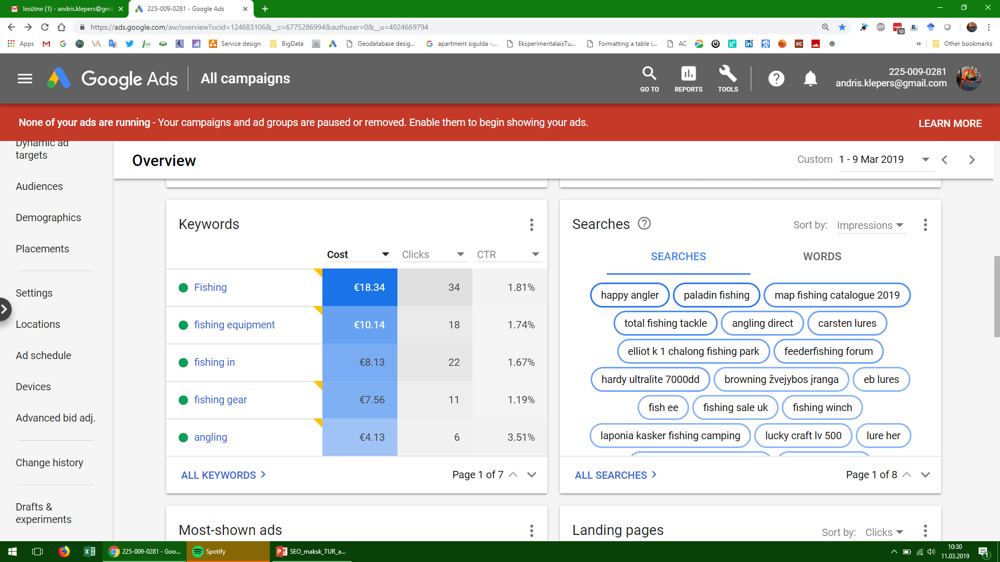 Iesūtne (1) - andris.klepers@gma
225-009-0281 - Google Ads
https://ads.google.com/aw/overview?ocid=124683106&__c=6775286994&authuser=0&__u=4024669794
ABP
10
B.
Apps
Service design
BigData
Geodatabase desig...
apartment sigulda -...
EksperimentalaisTu...
Formatting a table i...
AC
XC
»
Other bookmarks
Google Ads
All campaigns
GO TO
REPORTS
TOOLS
225-009-0281
andris.klepers@gmail.com
None of your ads are running - Your campaigns and ad groups are paused or removed. Enable them to begin showing your ads.
LEARN MORE
Dynamic ad
targets
Audiences
Demographics
Placements
Settings
Locations
Ad schedule
Devices
Advanced bid adj.
Change history
Drafts &
experiments
Overview
Custom 1 - 9 Mar 2019
Keywords
Cost Clicks CTR
Fishing €18.34 34 1.81%
fishing equipment €10.14 18 1.74%
fishing in €8.13 22 1.67%
fishing gear €7.56 11 1.19%
angling €4.13 6 3.51%
ALL KEYWORDS
Page 1 of 7
Searches
Sort by: Impressions
SEARCHES WORDS
happy angler paladin fishing map fishing catalogue 2019
total fishing tackle angling direct carsten lures
elliot k 1 chalong fishing park feederfishing forum
hardy ultralite 7000dd browning žvejybos įranga eb lures
fish ee fishing sale uk fishing winch
laponia kasker fishing camping lucky craft lv 500 lure her
ALL SEARCHES
Page 1 of 8
Most-shown ads
Landing pages
Sort by: Clicks
225-009-0281 - Goo...
Spotify
SEO_maksk_TUR_a...
10:30
11.03.2019
1